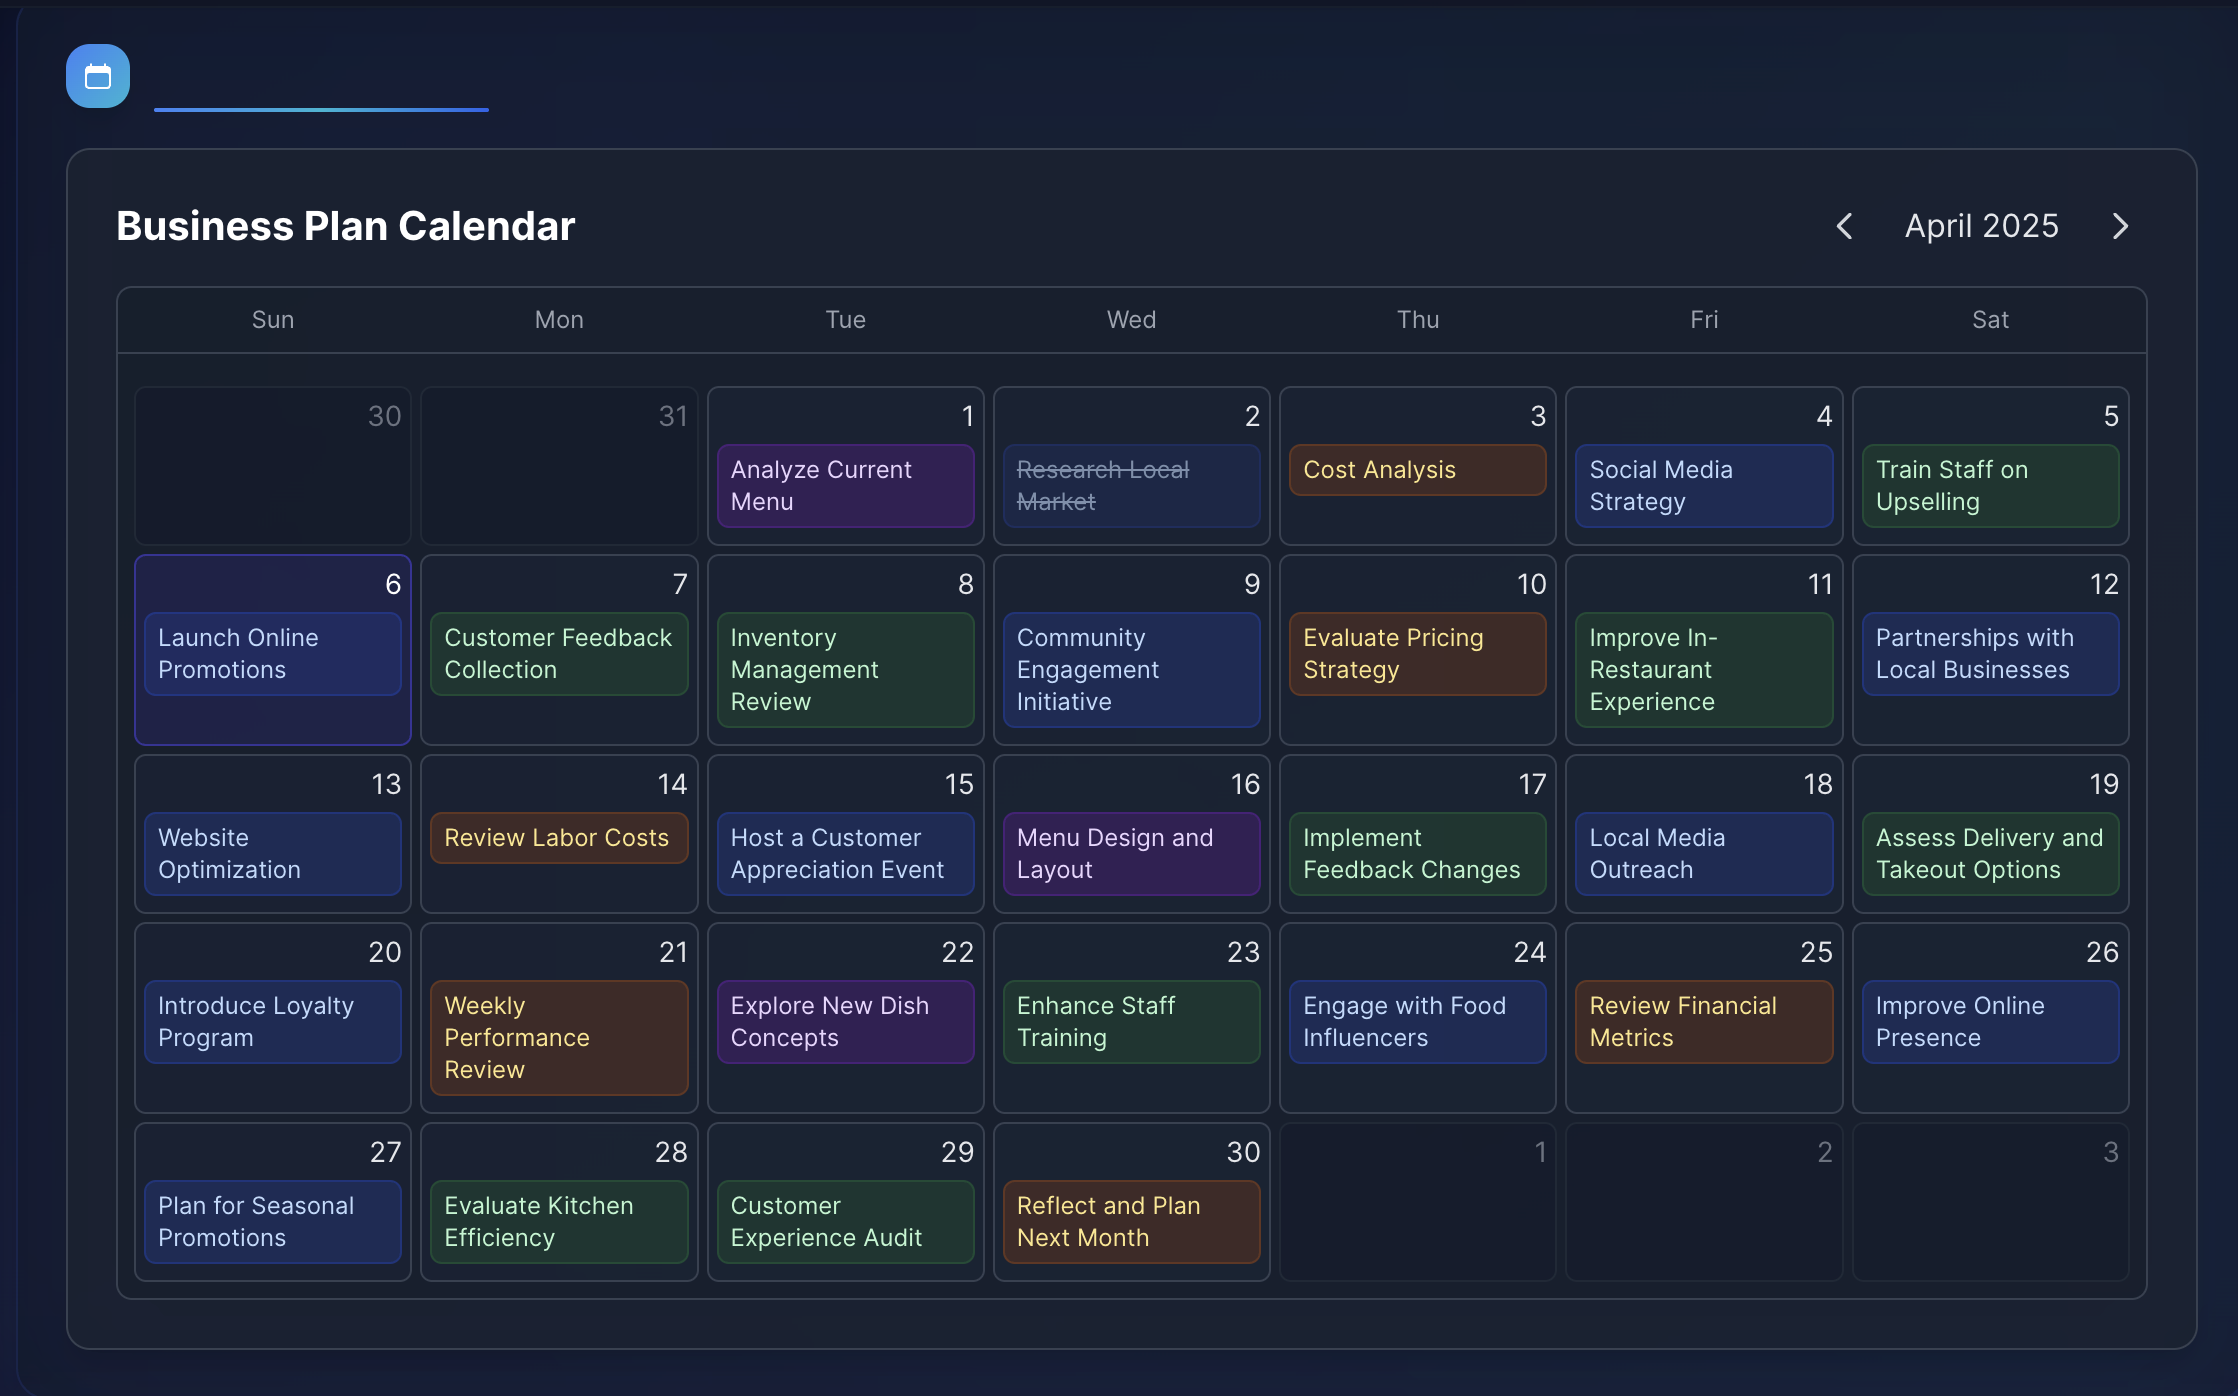 Business Plan Calendar
April 2025
Sun Mon Tue Wed Thu Fri Sat
30 31 1 2 3 4 5
Analyze Current
Menu
Research Local
Market
Cost Analysis
Social Media
Strategy
Train Staff on
Upselling
6 7 8 9 10 11 12
Launch Online
Promotions
Customer Feedback
Collection
Inventory
Management
Review
Community
Engagement
Initiative
Evaluate Pricing
Strategy
Improve In-
Restaurant
Experience
Partnerships with
Local Businesses
13 14 15 16 17 18 19
Website
Optimization
Review Labor Costs
Host a Customer
Appreciation Event
Menu Design and
Layout
Implement
Feedback Changes
Local Media
Outreach
Assess Delivery and
Takeout Options
20 21 22 23 24 25 26
Introduce Loyalty
Program
Weekly
Performance
Review
Explore New Dish
Concepts
Enhance Staff
Training
Engage with Food
Influencers
Review Financial
Metrics
Improve Online
Presence
27 28 29 30 1 2 3
Plan for Seasonal
Promotions
Evaluate Kitchen
Efficiency
Customer
Experience Audit
Reflect and Plan
Next Month